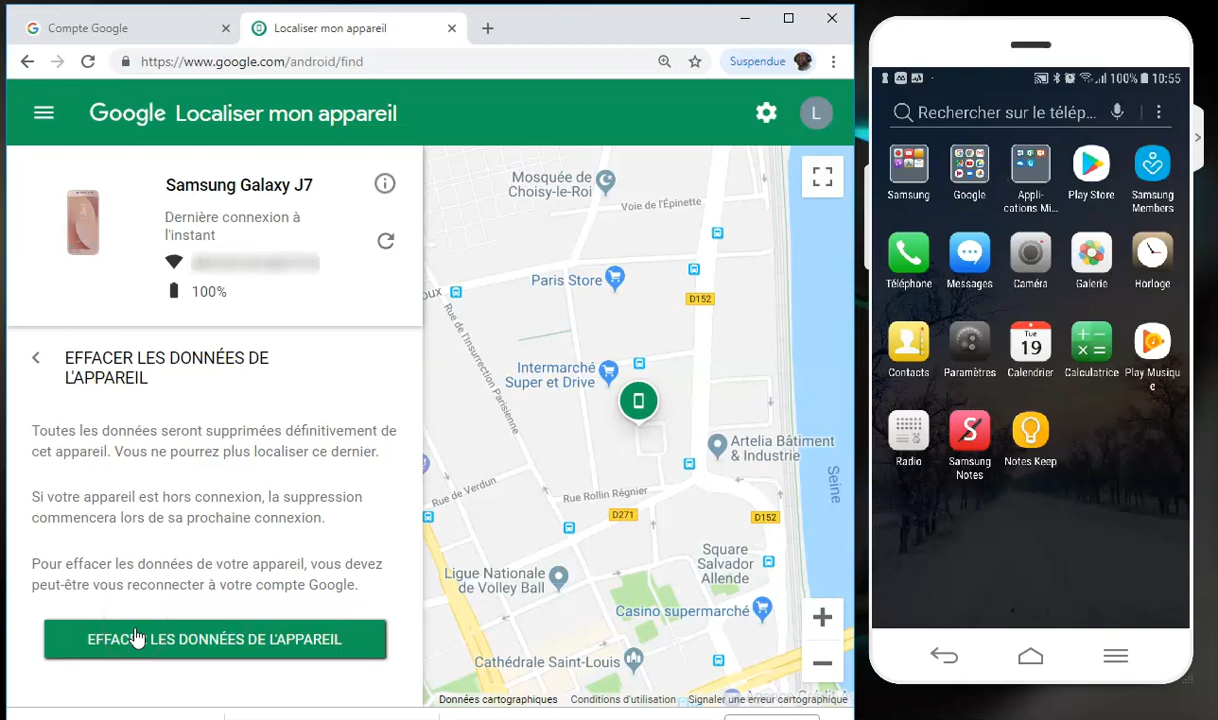 Compte Google
Localiser mon appareil
https://www.google.com/android/find
Suspendue
Google Localiser mon appareil
L
Samsung Galaxy J7
Dernière connexion à
l'instant
100%
EFFACER LES DONNÉES DE
L'APPAREIL
Toutes les données seront supprimées définitivement de
cet appareil. Vous ne pourrez plus localiser ce dernier.
Si votre appareil est hors connexion, la suppression
commencera lors de sa prochaine connexion.
Pour effacer les données de votre appareil, vous devez
peut-être vous reconnecter à votre compte Google.
EFFACER LES DONNÉES DE L'APPAREIL
Mosquée de
Choisy-le-Roi
Voie de l'Épinette
Paris Store
oux
D152
Rue de l'Insurrection Parisienne
Intermarché
Super et Drive
Artelia Bâtiment
& Industrie
Seine
Rue de Verdun
Rue Rollin Régnier
D271
D152
Ligue Nationale
de Volley Ball
Square
Salvador
Allende
Casino supermarché
Cathédrale Saint-Louis
Données cartographiques
Conditions d'utilisation
Signaler une erreur cartographique
100% 10:55
Rechercher sur le télép...
Samsung
Google
Appli-
cations Mi...
Play Store
Samsung
Members
Téléphone
Messages
Caméra
Galerie
Horloge
Tue
19
Contacts
Paramètres
Calendrier
Calculatrice
Play Musiqu
e
Radio
Samsung
Notes
Notes Keep